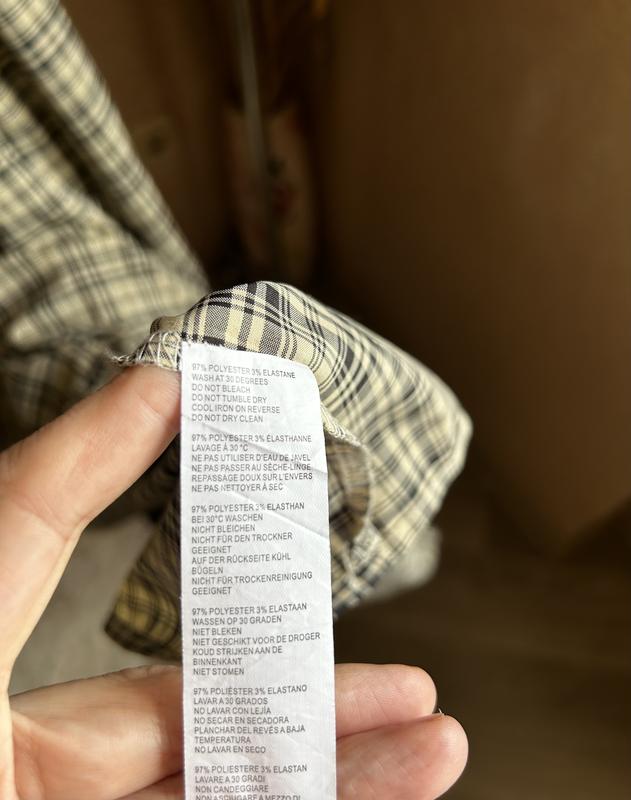 97% POLYESTER 3% ELASTANE
WASH AT 30 DEGREES
DO NOT BLEACH
DO NOT TUMBLE DRY
COOL IRON ON REVERSE
DO NOT DRY CLEAN
97% POLYESTER 3% ÉLASTHANNE
LAVAGE À 30 °C
NE PAS UTILISER D'EAU DE JAVEL
NE PAS PASSER AU SÈCHE-LINGE
REPASSAGE DOUX SUR L'ENVERS
NE PAS NETTOYER À SEC
97% POLYESTER 3% ELASTHAN
BEI 30°C WASCHEN
NICHT BLEICHEN
NICHT FÜR DEN TROCKNER
GEEIGNET
AUF DER RÜCKSEITE KÜHL
BÜGELN
NICHT FÜR TROCKENREINIGUNG
GEEIGNET
97% POLYESTER 3% ELASTAAN
WASSEN OP 30 GRADEN
NIET BLEKEN
NIET GESCHIKT VOOR DE DROGER
KOUD STRIJKEN AAN DE
BINNENKANT
NIET STOMEN
97% POLIÉSTER 3% ELASTANO
LAVAR A 30 GRADOS
NO LAVAR CON LEJÍA
NO SECAR EN SECADORA
PLANCHAR DEL REVÉS A BAJA
TEMPERATURA
NO LAVAR EN SECO
97% POLIESTERE 3% ELASTAN
LAVARE A 30 GRADI
NON CANDEGGIARE
NON ASCIUGARE A MEZZO DI